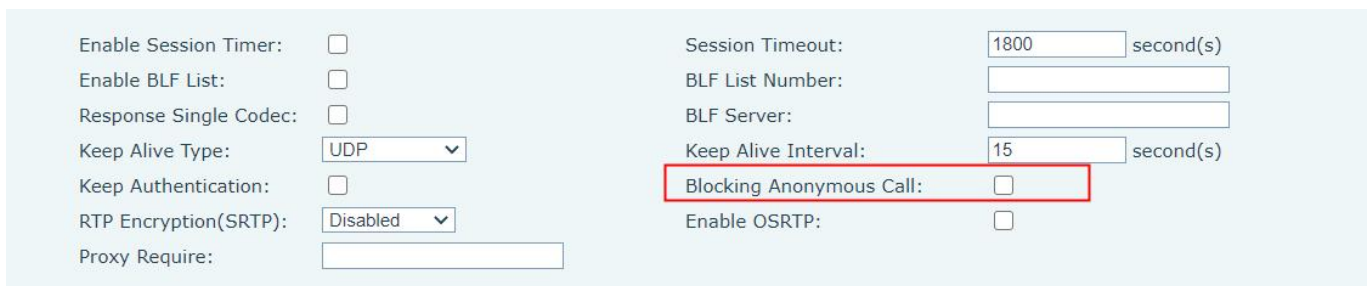 Enable Session Timer: Session Timeout: 1800 second(s)
Enable BLF List: BLF List Number:
Response Single Codec: BLF Server:
Keep Alive Type: UDP Keep Alive Interval: 15 second(s)
Keep Authentication: Blocking Anonymous Call:
RTP Encryption(SRTP): Disabled Enable OSRTP:
Proxy Require: